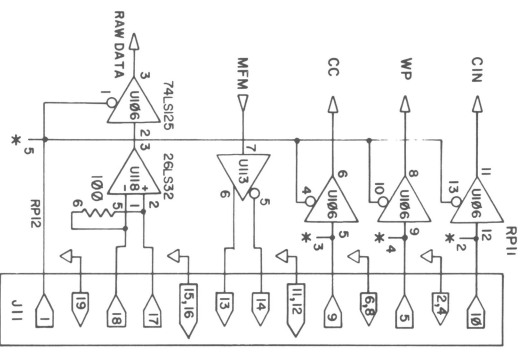 RAW DATA
MFM
CC
WP
CIN
3
74LS125
U106
1
2
3
26LS32
U118
-
+
* 5
100
6
5
1
2
RP12
7
U113
6
5
6
U106
4
5
* 3
8
U106
10
9
* 4
11
U106
13
12
* 2
RP11
J11
1
19
18
17
15,16
13
14
11,12
9
6,8
5
2,4
10